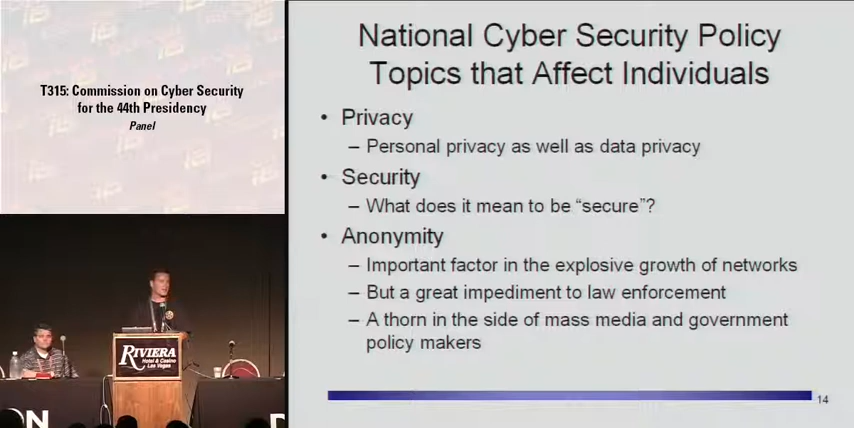 T315: Commission on Cyber Security
for the 44th Presidency
Panel
RIVIERA
Hotel & Casino
Las Vegas
ON
D
National Cyber Security Policy
Topics that Affect Individuals
• Privacy
– Personal privacy as well as data privacy
• Security
– What does it mean to be “secure”?
• Anonymity
– Important factor in the explosive growth of networks
– But a great impediment to law enforcement
– A thorn in the side of mass media and government
policy makers
14